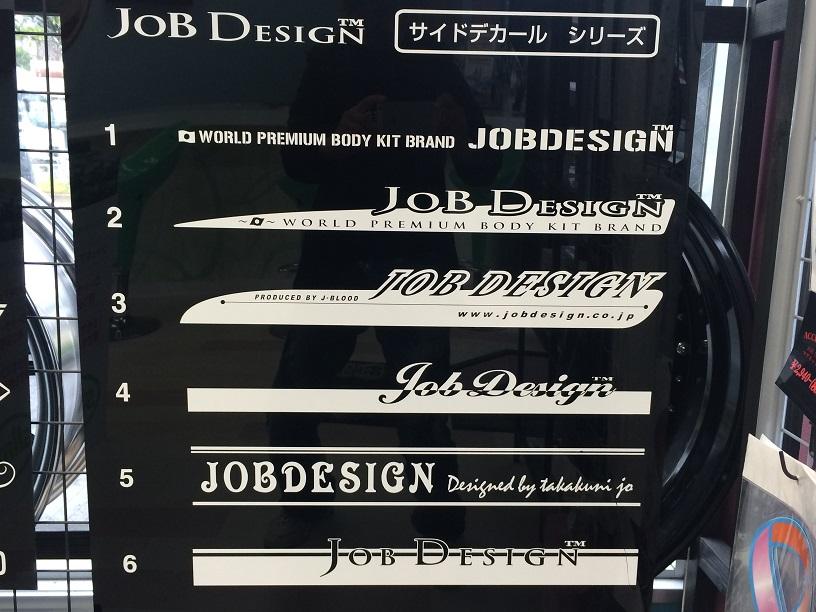 JOB DESIGN™ サイドデカール シリーズ
1 WORLD PREMIUM BODY KIT BRAND JOBDESIGN™
2 JOB DESIGN™
~ ~ WORLD PREMIUM BODY KIT BRAND
3 JOB DESIGN
PRODUCED BY J-BLOOD
www.jobdesign.co.jp
4 Job Design™
5 JOBDESIGN Designed by takakuni jo
6 JOB DESIGN™